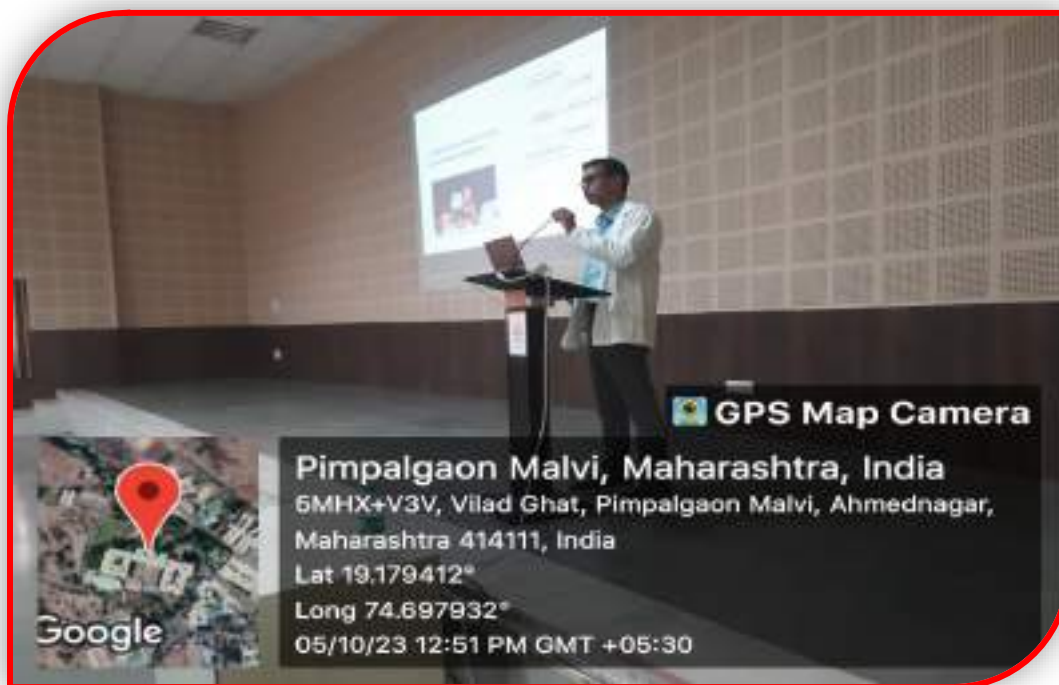 GPS Map Camera
Pimpalgaon Malvi, Maharashtra, India
5MHX+V3V, Vilad Ghat, Pimpalgaon Malvi, Ahmednagar,
Maharashtra 414111, India
Lat 19.179412°
Long 74.697932°
05/10/23 12:51 PM GMT +05:30
Google